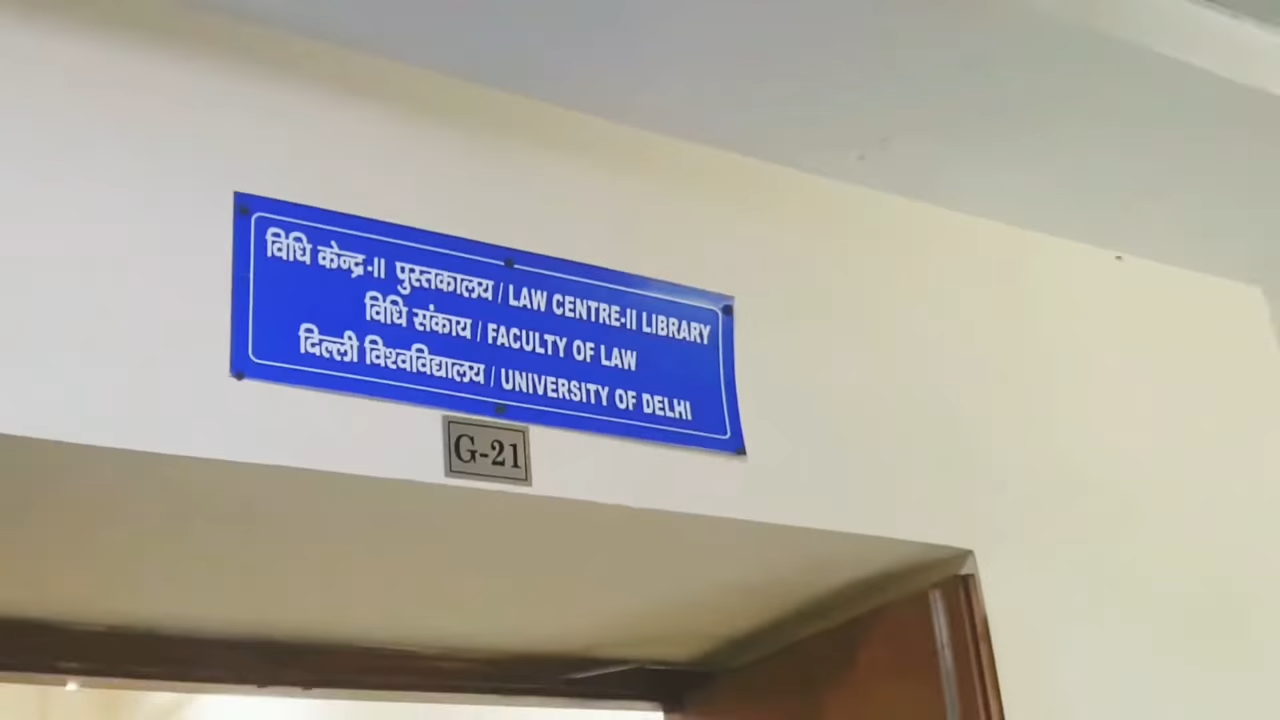 विधि केन्द्र-II पुस्तकालय / LAW CENTRE-II LIBRARY
विधि संकाय / FACULTY OF LAW
दिल्ली विश्वविद्यालय / UNIVERSITY OF DELHI
G-21